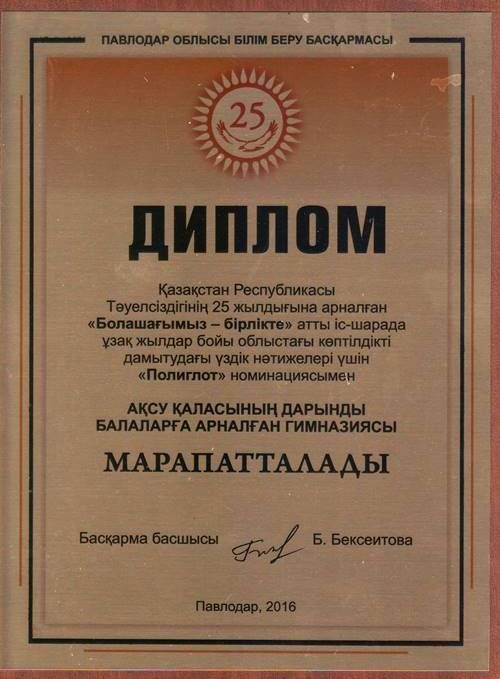 ПАВЛОДАР ОБЛЫСЫ БІЛІМ БЕРУ БАСҚАРМАСЫ
25
ДИПЛОМ
Қазақстан Республикасы
Тәуелсіздігінің 25 жылдығына арналған
«Болашағымыз – бірлікте» атты іс-шарада
ұзақ жылдар бойы облыстағы көптілдікті
дамытудағы үздік нәтижелері үшін
«Полиглот» номинациясымен
АҚСУ ҚАЛАСЫНЫҢ ДАРЫНДЫ
БАЛАЛАРҒА АРНАЛҒАН ГИМНАЗИЯСЫ
МАРАПАТТАЛАДЫ
Басқарма басшысы Б. Бексеитова
Павлодар, 2016